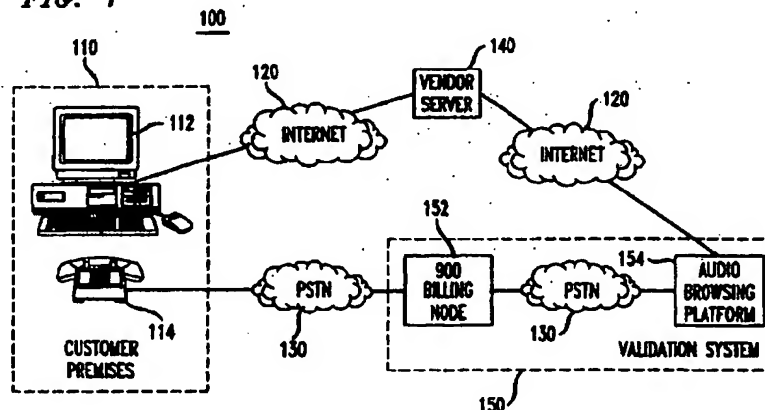 FIG. 1
100
110
112
114
CUSTOMER
PREMISES
120
INTERNET
140
VENDOR
SERVER
120
INTERNET
130
PSTN
152
900
BILLING
NODE
130
PSTN
154
AUDIO
BROWSING
PLATFORM
VALIDATION SYSTEM
150